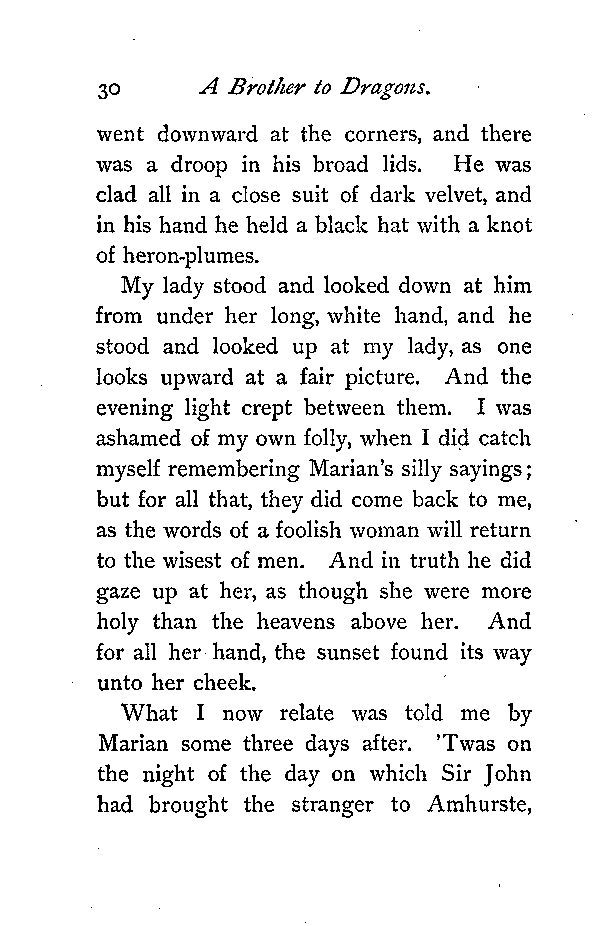 30 A Brother to Dragons.
went downward at the corners, and there
was a droop in his broad lids. He was
clad all in a close suit of dark velvet, and
in his hand he held a black hat with a knot
of heron-plumes.
My lady stood and looked down at him
from under her long, white hand, and he
stood and looked up at my lady, as one
looks upward at a fair picture. And the
evening light crept between them. I was
ashamed of my own folly, when I did catch
myself remembering Marian's silly sayings;
but for all that, they did come back to me,
as the words of a foolish woman will return
to the wisest of men. And in truth he did
gaze up at her, as though she were more
holy than the heavens above her. And
for all her hand, the sunset found its way
unto her cheek.
What I now relate was told me by
Marian some three days after. 'Twas on
the night of the day on which Sir John
had brought the stranger to Amhurste,